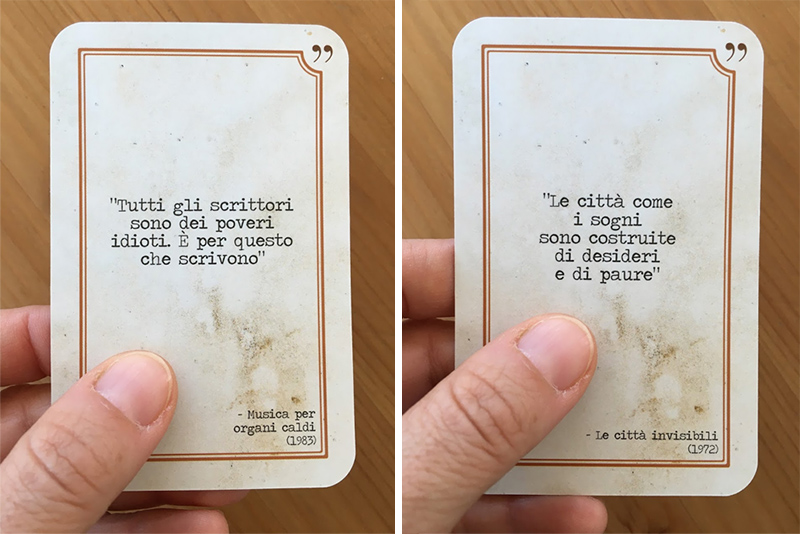 ”
"Tutti gli scrittori
sono dei poveri
idioti. È per questo
che scrivono"
- Musica per
organi caldi
(1983)
”
"Le città come
i sogni
sono costruite
di desideri
e di paure"
- Le città invisibili
(1972)